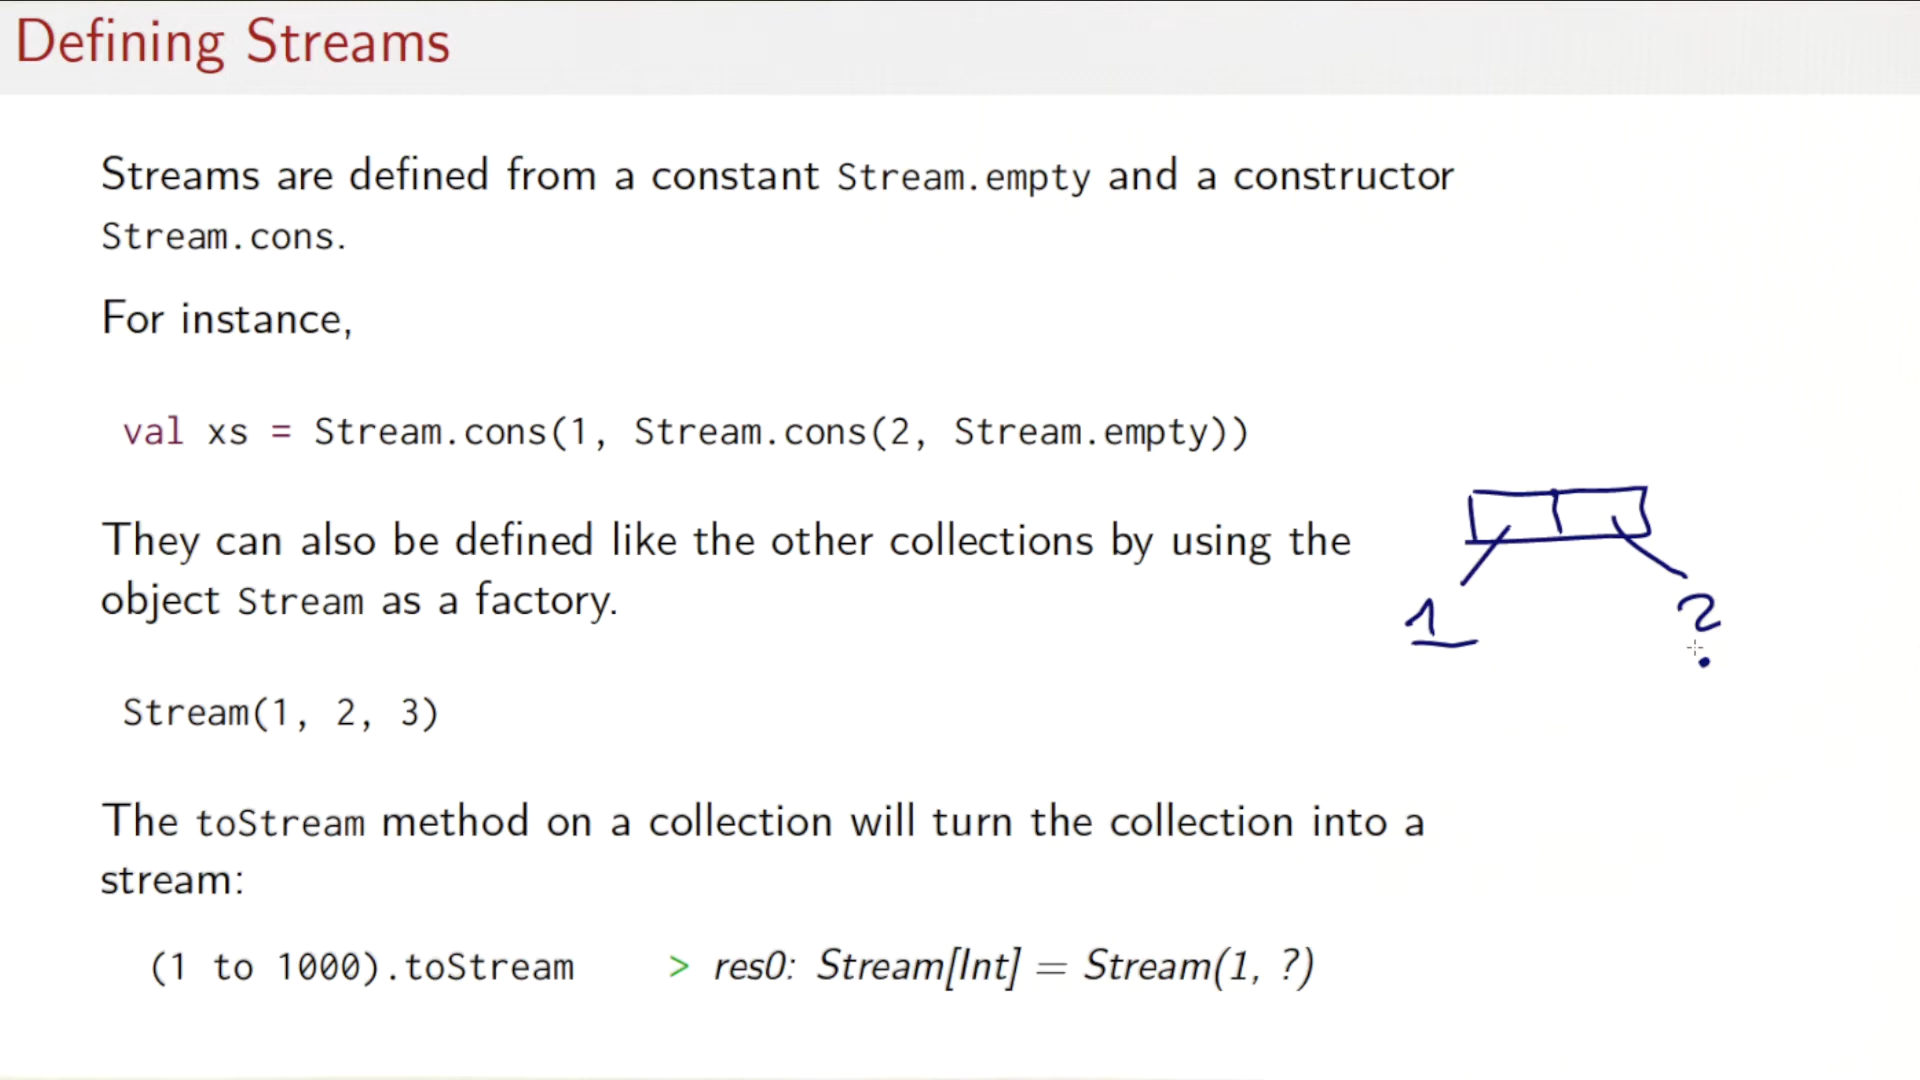 Defining Streams
Streams are defined from a constant Stream.empty and a constructor
Stream.cons.
For instance,
val xs = Stream.cons(1, Stream.cons(2, Stream.empty))
They can also be defined like the other collections by using the
object Stream as a factory.
1 ?
Stream(1, 2, 3)
The toStream method on a collection will turn the collection into a
stream:
(1 to 1000).toStream > res0: Stream[Int] = Stream(1, ?)